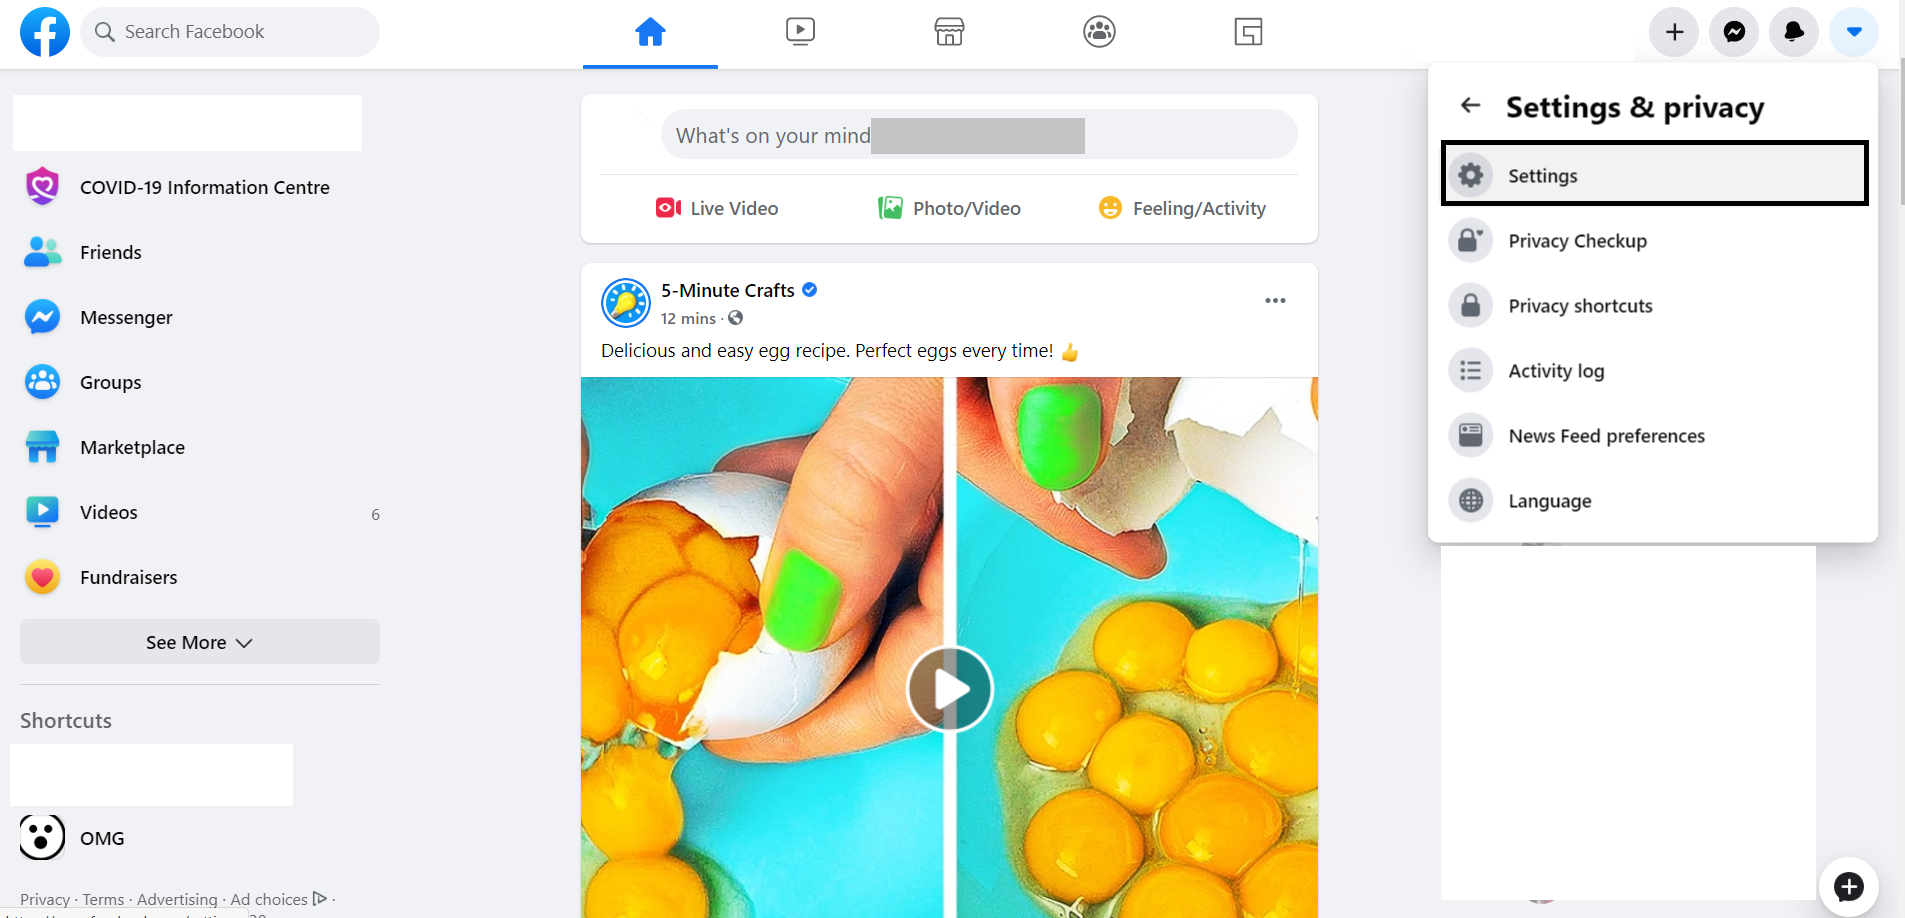 Search Facebook
COVID-19 Information Centre
Friends
Messenger
Groups
Marketplace
Videos
6
Fundraisers
See More
Shortcuts
OMG
Privacy · Terms · Advertising · Ad choices ·
What's on your mind
Live Video
Photo/Video
Feeling/Activity
5-Minute Crafts
12 mins ·
Delicious and easy egg recipe. Perfect eggs every time! 👍
Settings & privacy
Settings
Privacy Checkup
Privacy shortcuts
Activity log
News Feed preferences
Language